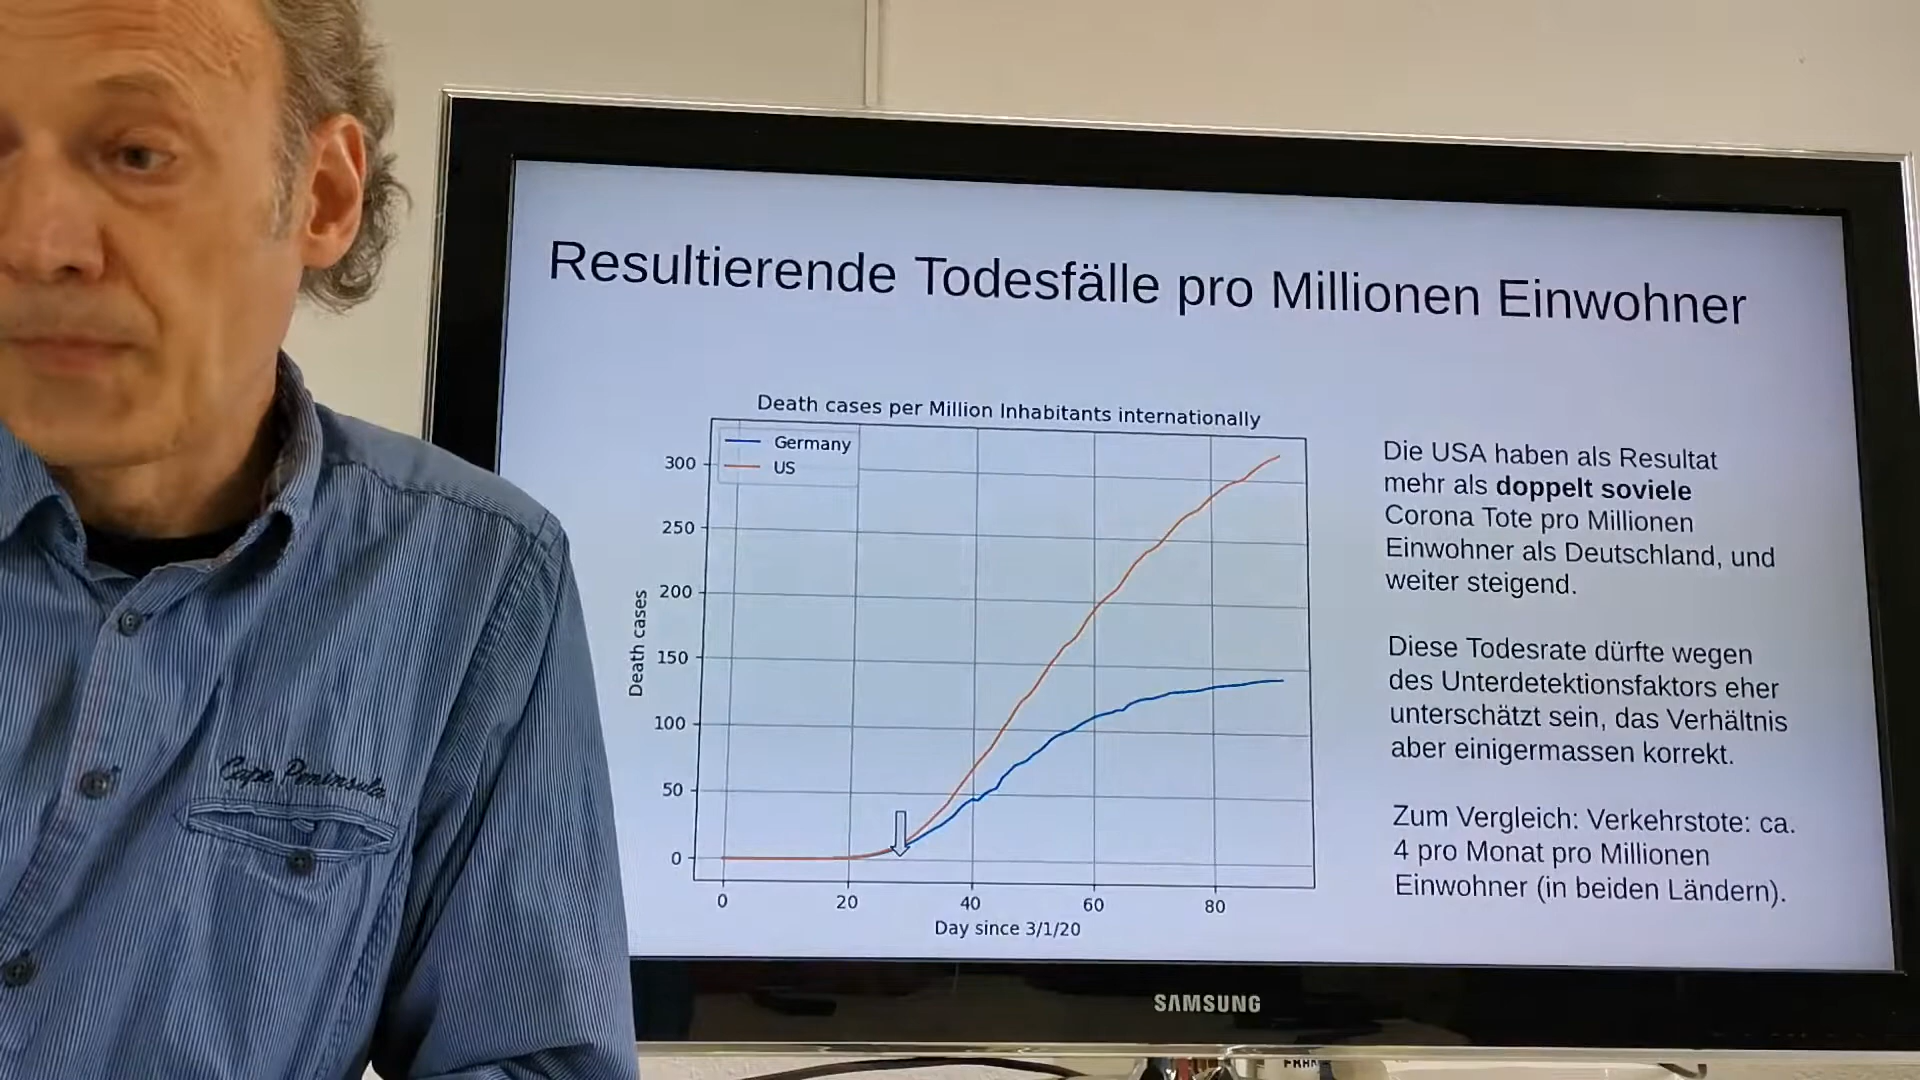 Resultierende Todesfälle pro Millionen Einwohner
Death cases per Million Inhabitants internationally
Germany
US
300
250
200
150
100
50
0
Death cases
0 20 40 60 80
Day since 3/1/20
Die USA haben als Resultat
mehr als doppelt soviele
Corona Tote pro Millionen
Einwohner als Deutschland, und
weiter steigend.
Diese Todesrate dürfte wegen
des Unterdetektionsfaktors eher
unterschätzt sein, das Verhältnis
aber einigermassen korrekt.
Zum Vergleich: Verkehrstote: ca.
4 pro Monat pro Millionen
Einwohner (in beiden Ländern).
Cape Peninsula
SAMSUNG